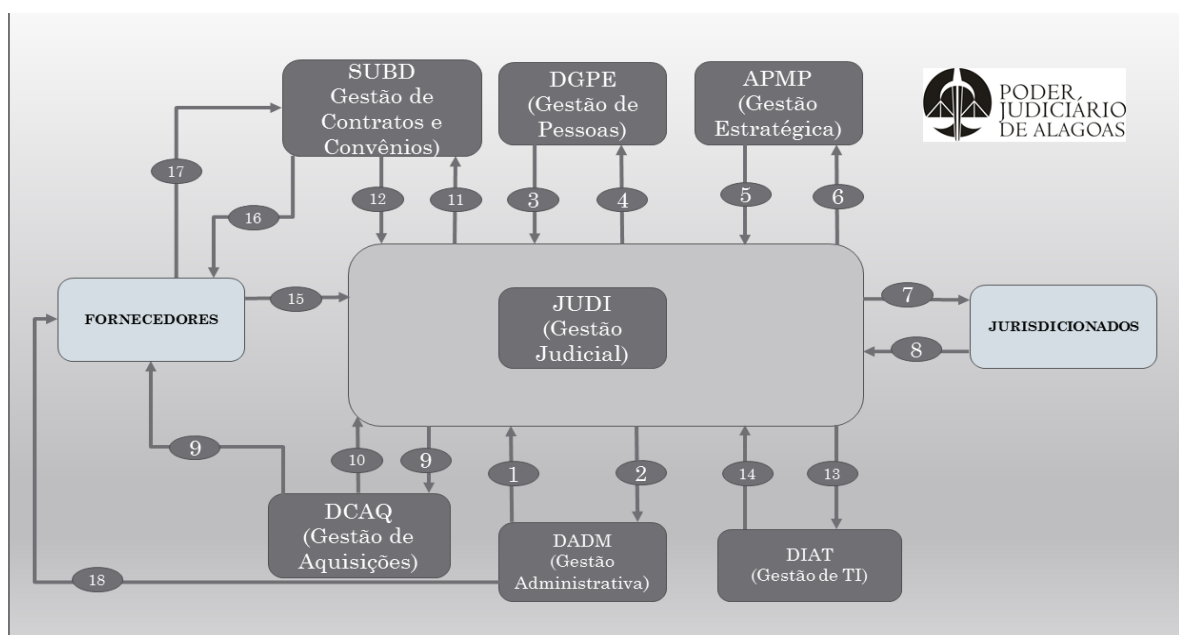 SUBD
Gestão de
Contratos e
Convênios)
DGPE
(Gestão de
Pessoas)
APMP
(Gestão
Estratégica)
PODER
JUDICIÁRIO
DE ALAGOAS
17
16
12
11
3
4
5
6
FORNECEDORES
15
JUDI
(Gestão
Judicial)
7
8
JURISDICIONADOS
9
10
9
1
2
14
13
DCAQ
(Gestão de
Aquisições)
DADM
(Gestão
Administrativa)
DIAT
(Gestão de TI)
18